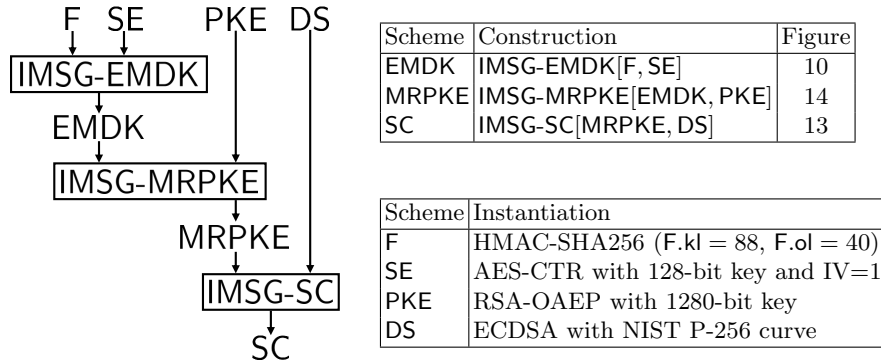 F SE PKE DS
IMSG-EMDK
EMDK
IMSG-MRPKE
MRPKE
IMSG-SC
SC
Scheme Construction Figure
EMDK IMSG-EMDK[F, SE] 10
MRPKE IMSG-MRPKE[EMDK, PKE] 14
SC IMSG-SC[MRPKE, DS] 13
Scheme Instantiation
F HMAC-SHA256 (F.kl = 88, F.ol = 40)
SE AES-CTR with 128-bit key and IV=1
PKE RSA-OAEP with 1280-bit key
DS ECDSA with NIST P-256 curve